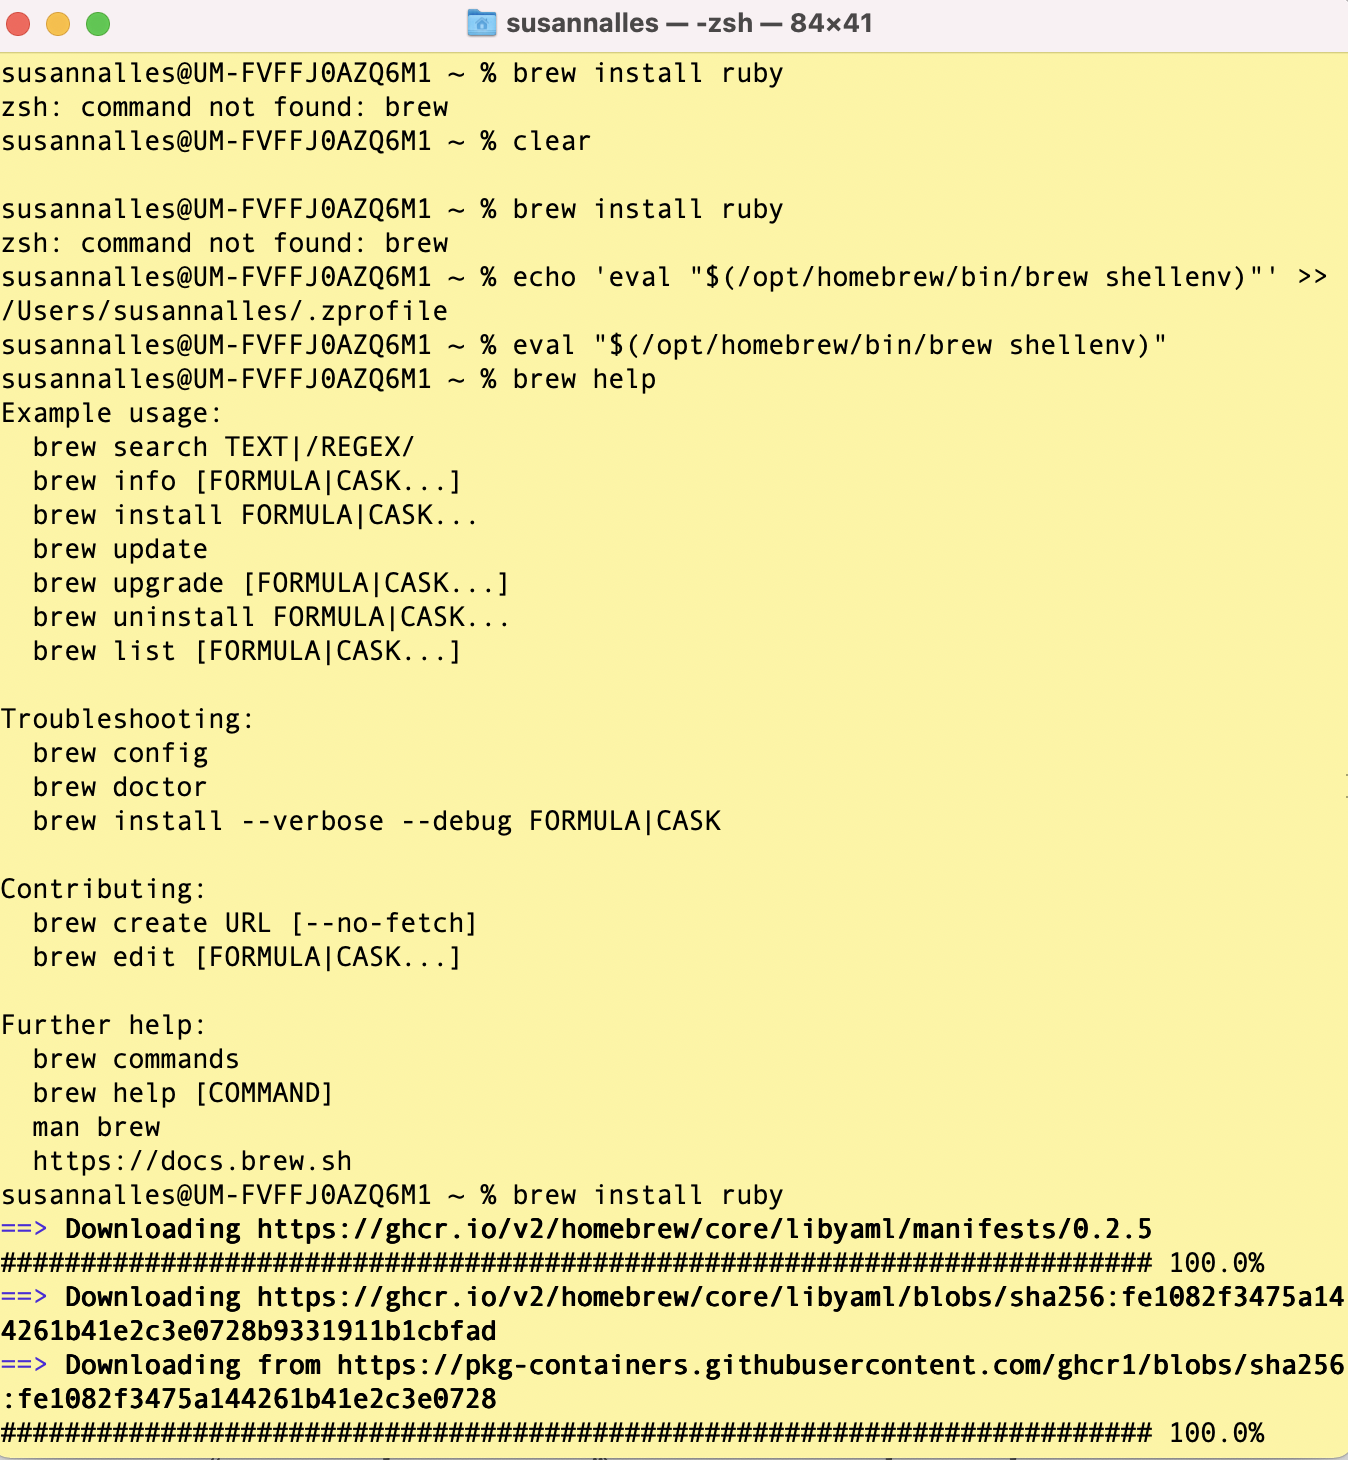 susannalles — -zsh — 84×41
susannalles@UM-FVFFJ0AZQ6M1 ~ % brew install ruby
zsh: command not found: brew
susannalles@UM-FVFFJ0AZQ6M1 ~ % clear
susannalles@UM-FVFFJ0AZQ6M1 ~ % brew install ruby
zsh: command not found: brew
susannalles@UM-FVFFJ0AZQ6M1 ~ % echo 'eval "$(/opt/homebrew/bin/brew shellenv)"' >>
/Users/susannalles/.zprofile
susannalles@UM-FVFFJ0AZQ6M1 ~ % eval "$(/opt/homebrew/bin/brew shellenv)"
susannalles@UM-FVFFJ0AZQ6M1 ~ % brew help
Example usage:
  brew search TEXT|/REGEX/
  brew info [FORMULA|CASK...]
  brew install FORMULA|CASK...
  brew update
  brew upgrade [FORMULA|CASK...]
  brew uninstall FORMULA|CASK...
  brew list [FORMULA|CASK...]
Troubleshooting:
  brew config
  brew doctor
  brew install --verbose --debug FORMULA|CASK
Contributing:
  brew create URL [--no-fetch]
  brew edit [FORMULA|CASK...]
Further help:
  brew commands
  brew help [COMMAND]
  man brew
  https://docs.brew.sh
susannalles@UM-FVFFJ0AZQ6M1 ~ % brew install ruby
==> Downloading https://ghcr.io/v2/homebrew/core/libyaml/manifests/0.2.5
######################################################################## 100.0%
==> Downloading https://ghcr.io/v2/homebrew/core/libyaml/blobs/sha256:fe1082f3475a14
4261b41e2c3e0728b9331911b1cbfad
==> Downloading from https://pkg-containers.githubusercontent.com/ghcr1/blobs/sha256
:fe1082f3475a144261b41e2c3e0728
######################################################################## 100.0%